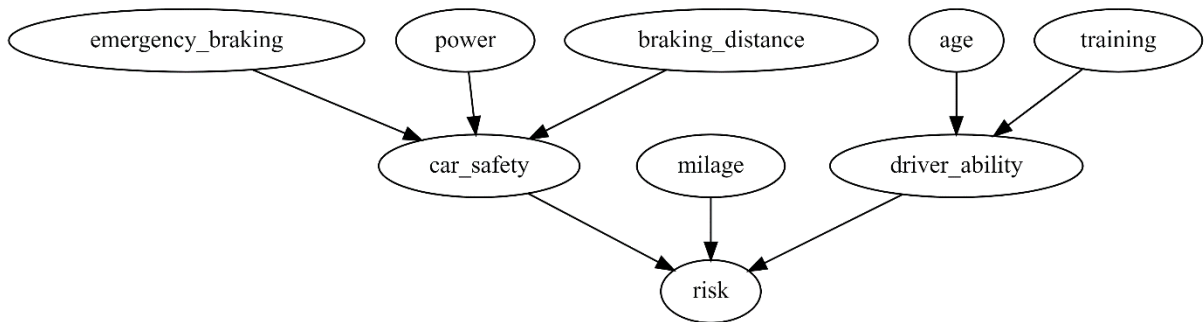 emergency_braking
power
braking_distance
age
training
car_safety
milage
driver_ability
risk